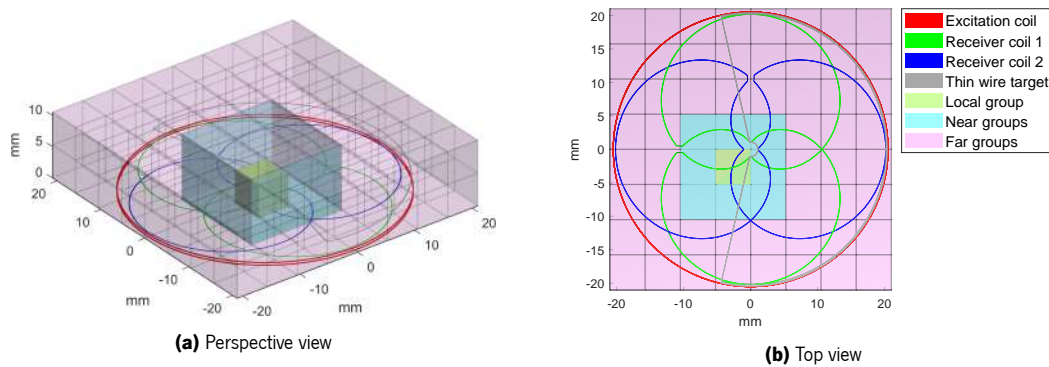 10
5
0
mm
20
10
0
-10
-20
mm
-20
-10
0
10
20
mm
(a) Perspective view
20
15
10
5
0
-5
-10
-15
-20
mm
-20
-10
0
10
20
mm
(b) Top view
Excitation coil
Receiver coil 1
Receiver coil 2
Thin wire target
Local group
Near groups
Far groups